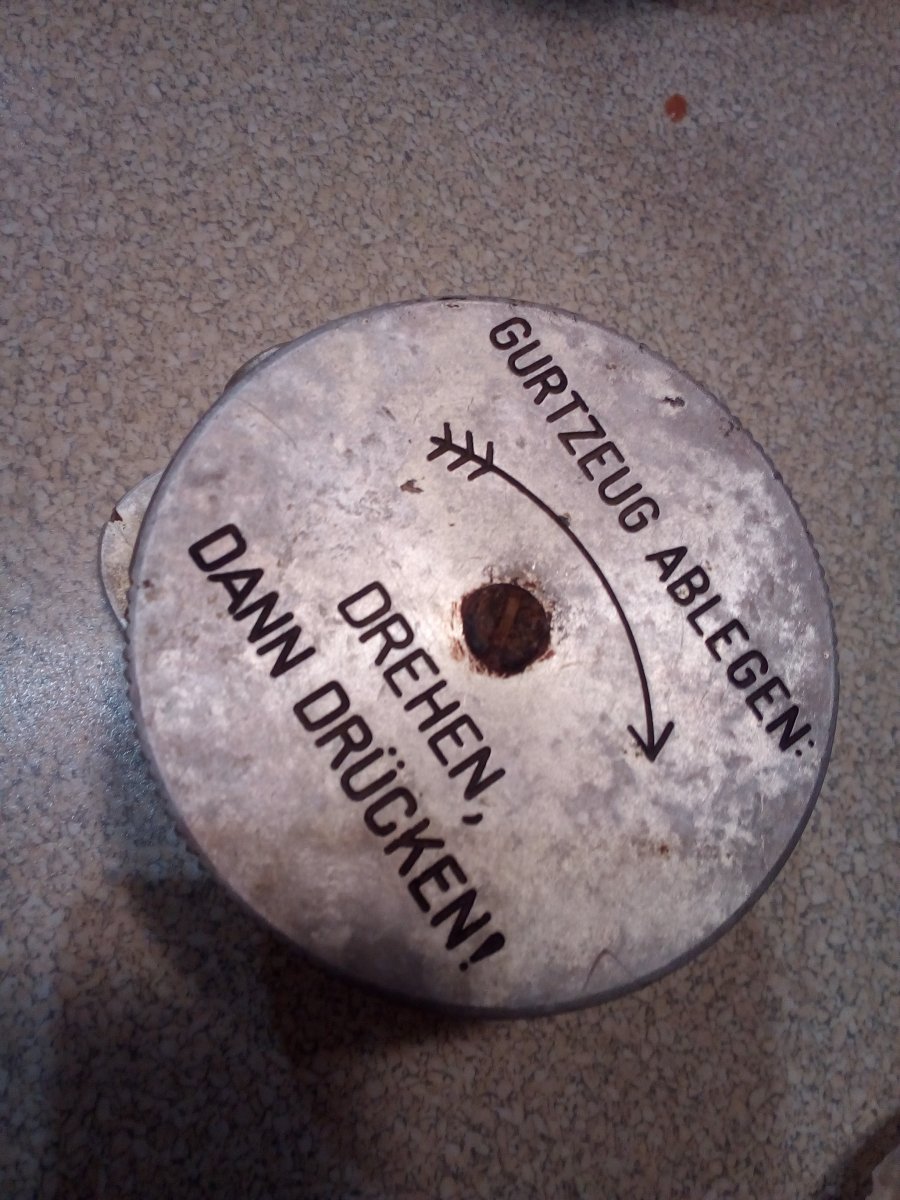 GURTZEUG ABLEGEN:
DREHEN,
DANN DRÜCKEN!